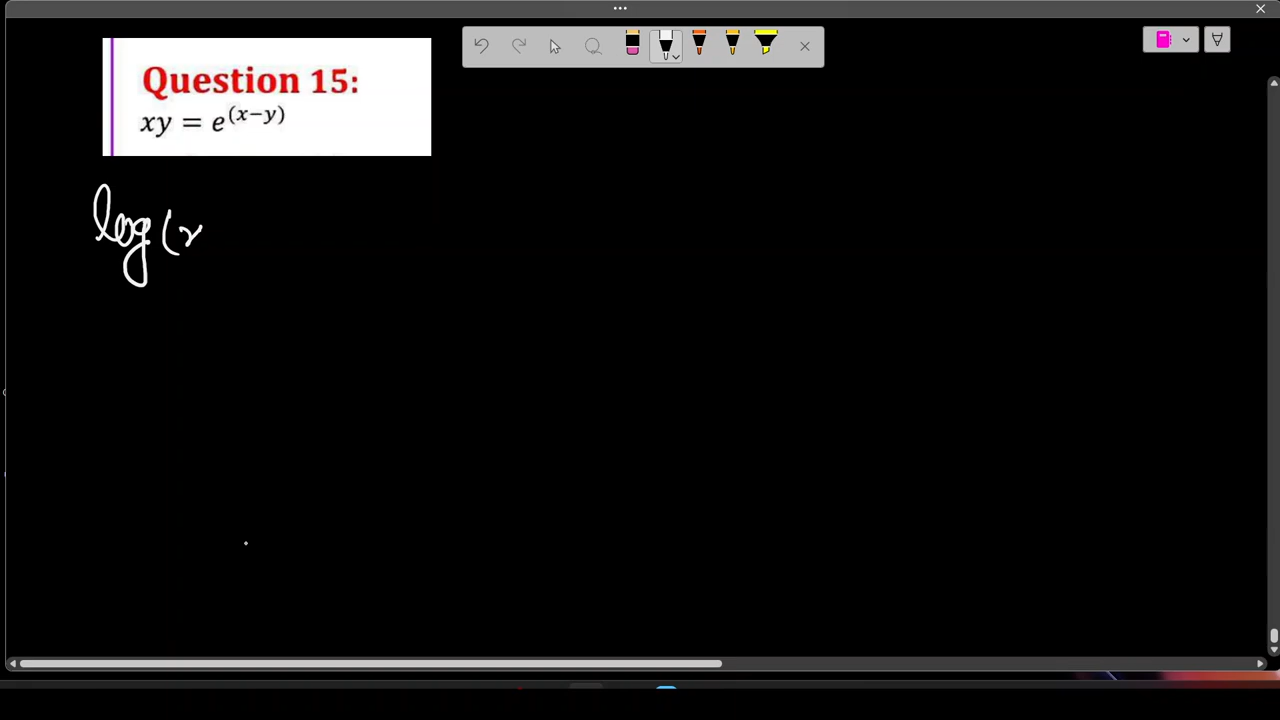 Question 15:
xy = e^(x−y)
log (x